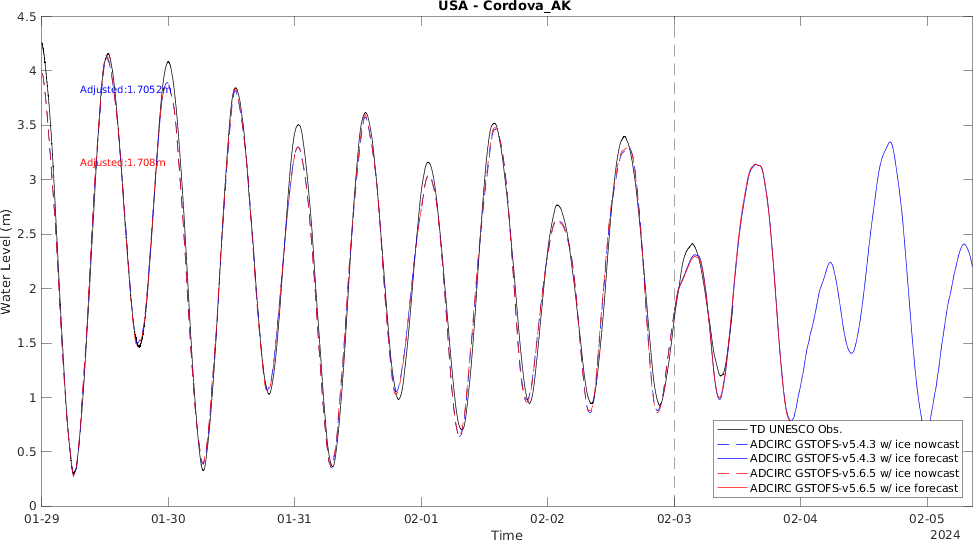 USA - Cordova_AK
4.5
4
3.5
3
2.5
2
1.5
1
0.5
0
Water Level (m)
Adjusted:1.7052m
Adjusted:1.708m
TD UNESCO Obs.
ADCIRC GSTOFS-v5.4.3 w/ ice nowcast
ADCIRC GSTOFS-v5.4.3 w/ ice forecast
ADCIRC GSTOFS-v5.6.5 w/ ice nowcast
ADCIRC GSTOFS-v5.6.5 w/ ice forecast
01-29 01-30 01-31 02-01 02-02 02-03 02-04 02-05
Time
2024